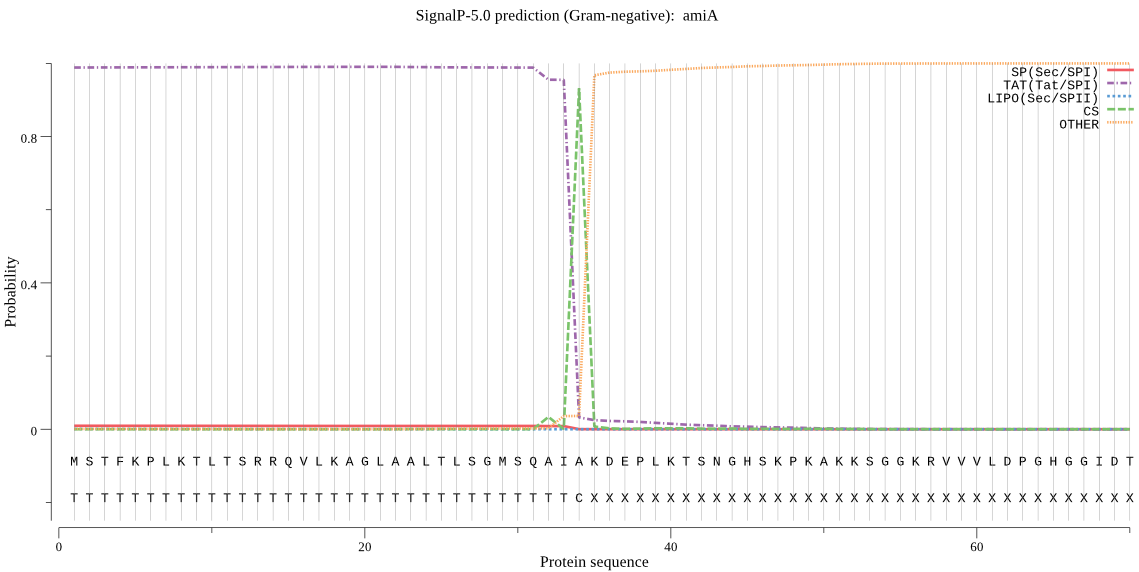 SignalP-5.0 prediction (Gram-negative): amiA
SP(Sec/SPI)
TAT(Tat/SPI)
LIPO(Sec/SPII)
CS
OTHER
0.8
0.4
0
Probability
M S T F K P L K T L T S R R Q V L K A G L A A L T L S G M S Q A I A K D E P L K T S N G H S K P K A K K S G G K R V V V L D P G H G G I D T
T T T T T T T T T T T T T T T T T T T T T T T T T T T T T T T T T C X X X X X X X X X X X X X X X X X X X X X X X X X X X X X X X X X X X X
0 20 40 60
Protein sequence